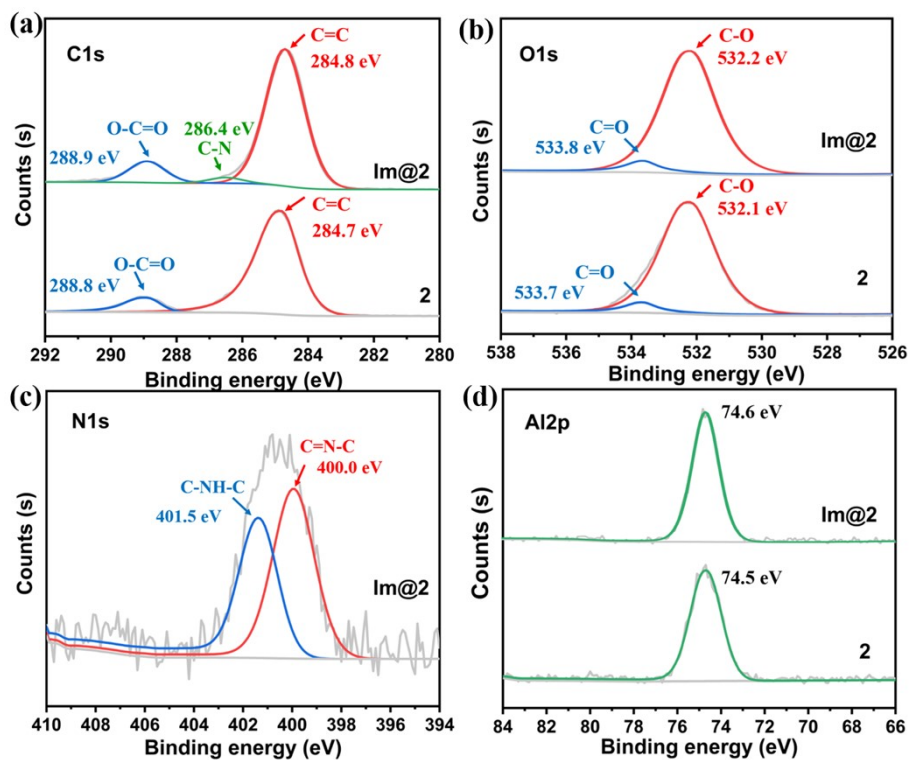 (a)
C1s
C=C
284.8 eV
286.4 eV
C-N
O-C=O
288.9 eV
Im@2
C=C
284.7 eV
O-C=O
288.8 eV
2
Counts (s)
292 290 288 286 284 282 280
Binding energy (eV)
(b)
O1s
C-O
532.2 eV
C=O
533.8 eV
Im@2
C-O
532.1 eV
C=O
533.7 eV
2
Counts (s)
538 536 534 532 530 528 526
Binding energy (eV)
(c)
N1s
C=N-C
400.0 eV
C-NH-C
401.5 eV
Im@2
Counts (s)
410 408 406 404 402 400 398 396 394
Binding energy (eV)
(d)
Al2p
74.6 eV
Im@2
74.5 eV
2
Counts (s)
84 82 80 78 76 74 72 70 68 66
Binding energy (eV)